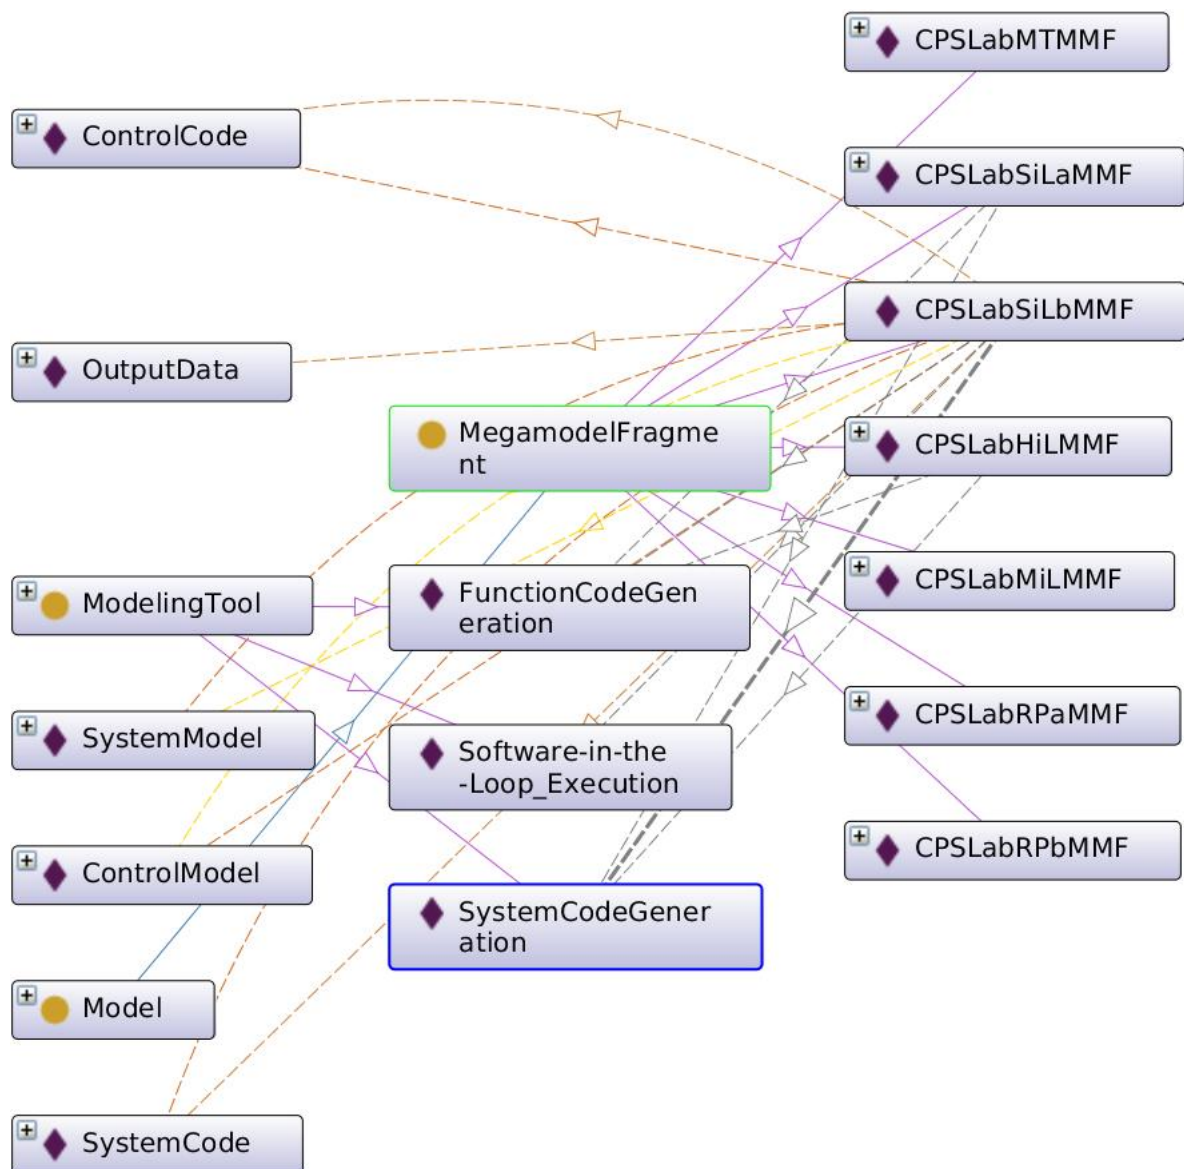 CPSLabMTMMF
ControlCode
CPSLabSiLaMMF
CPSLabSiLbMMF
OutputData
MegamodelFragme
nt
CPSLabHiLMMF
ModelingTool
FunctionCodeGen
eration
CPSLabMiLMMF
SystemModel
CPSLabRPaMMF
Software-in-the
-Loop_Execution
ControlModel
CPSLabRPbMMF
SystemCodeGener
ation
Model
SystemCode